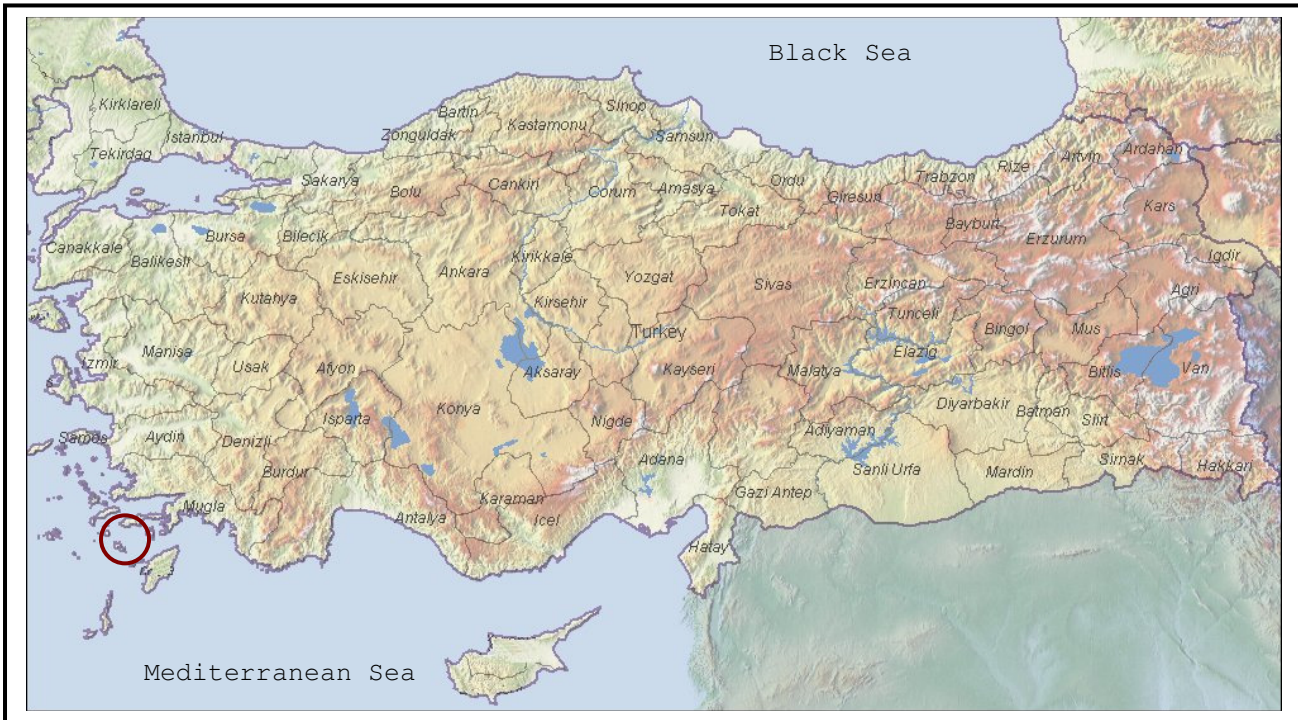 Black Sea
Kirklareli
Bartin
Sinop
Zonguldak
Kastamonu
Samsun
Istanbul
Tekirdag
Sakarya
Bolu
Cankiri
Corum
Amasya
Ordu
Giresun
Trabzon
Rize
Artvin
Ardahan
Tokat
Bayburt
Kars
Canakkale
Balikesir
Bursa
Bilecik
Erzurum
Igdir
Eskisehir
Ankara
Kirikkale
Yozgat
Sivas
Erzincan
Agri
Kutahya
Kirsehir
Turkey
Tunceli
Bingol
Mus
Izmir
Manisa
Usak
Afyon
Aksaray
Kayseri
Malatya
Elazig
Bitlis
Van
Isparta
Konya
Nigde
Diyarbakir
Batman
Siirt
Samos
Aydin
Denizli
Adiyaman
Burdur
Adana
Sanli Urfa
Mardin
Sirnak
Hakkari
Mugla
Antalya
Karaman
Icel
Gazi Antep
Hatay
Mediterranean Sea